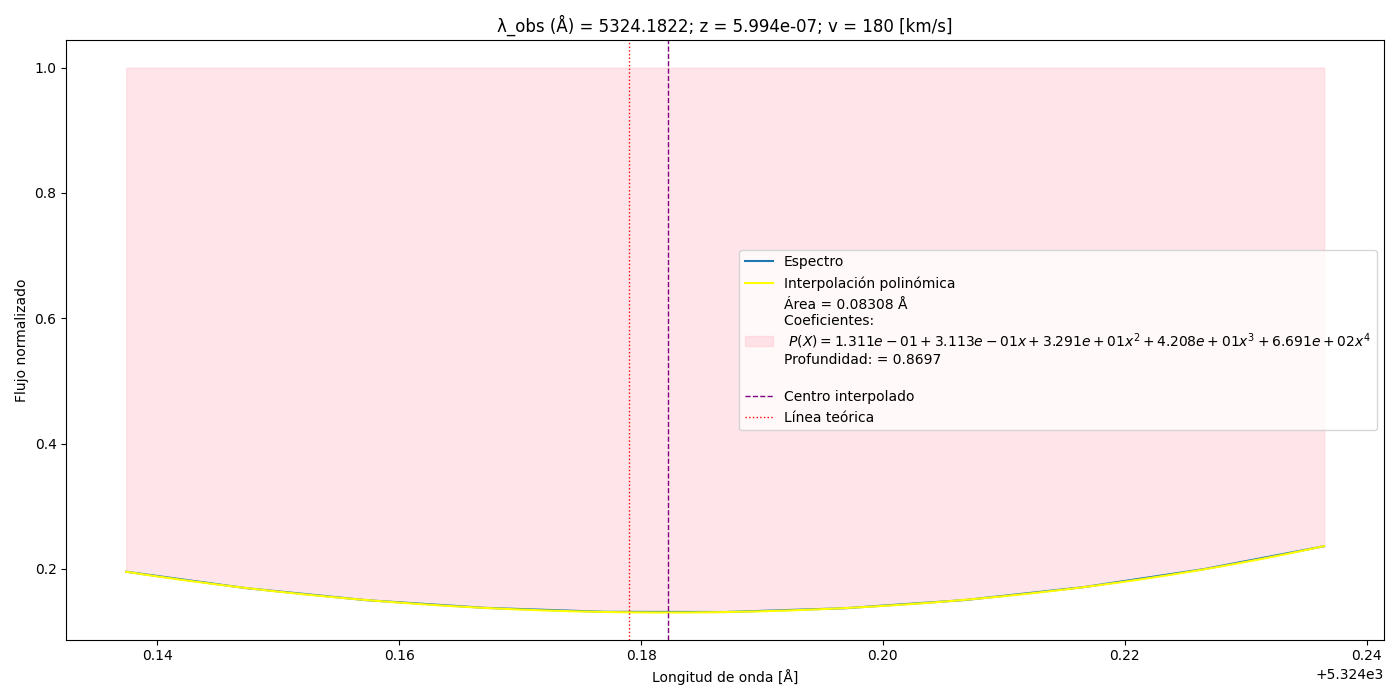 λ_obs (Å) = 5324.1822; z = 5.994e-07; v = 180 [km/s]
1.0
0.8
0.6
0.4
0.2
Flujo normalizado
Espectro
Interpolación polinómica
Área = 0.08308 Å
Coeficientes:
P(X) = 1.311e − 01 + 3.113e − 01x + 3.291e + 01x² + 4.208e + 01x³ + 6.691e + 02x⁴
Profundidad: = 0.8697
Centro interpolado
Línea teórica
0.14 0.16 0.18 0.20 0.22 0.24
+5.324e3
Longitud de onda [Å]